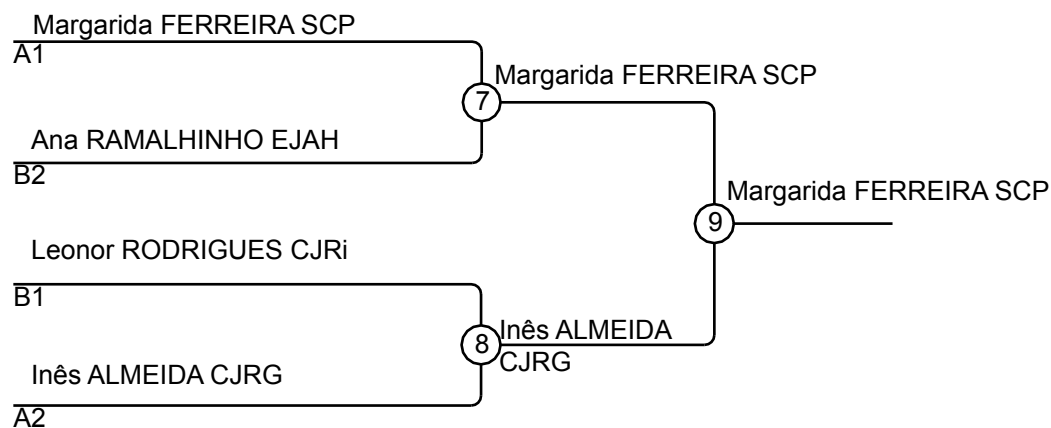 Margarida FERREIRA SCP
A1
Margarida FERREIRA SCP
7
Ana RAMALHINHO EJAH
B2
Margarida FERREIRA SCP
9
Leonor RODRIGUES CJRi
B1
Inês ALMEIDA
8
CJRG
Inês ALMEIDA CJRG
A2